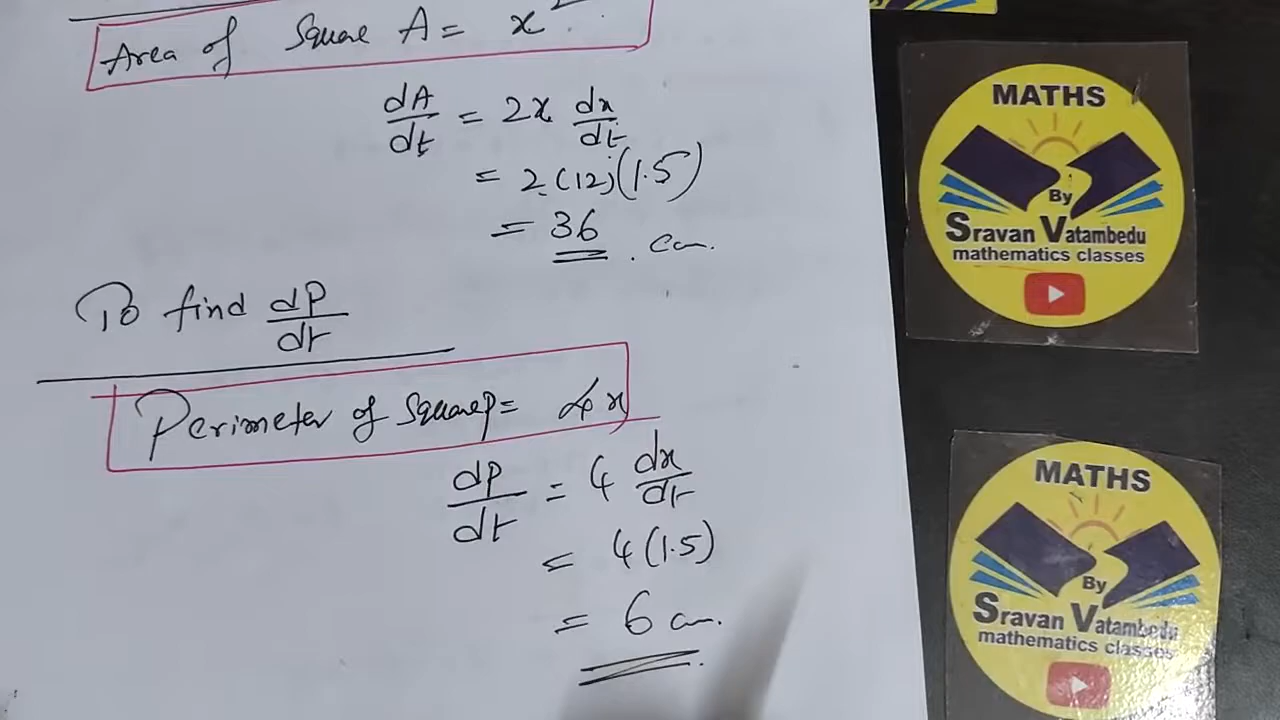 Area of Square A = x²
dA/dt = 2x dx/dt
= 2 (12)(1.5)
= 36 cm.
To find dP/dt
Perimeter of Square P = 4x
dP/dt = 4 dx/dt
= 4(1.5)
= 6 cm.
MATHS
By
Sravan Vatambedu
mathematics classes
MATHS
By
Sravan Vatambedu
mathematics classes